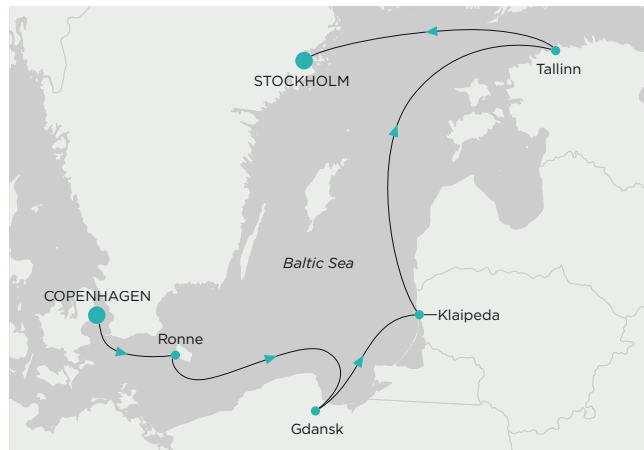 Tallinn
STOCKHOLM
Baltic Sea
COPENHAGEN
Klaipeda
Ronne
Gdansk